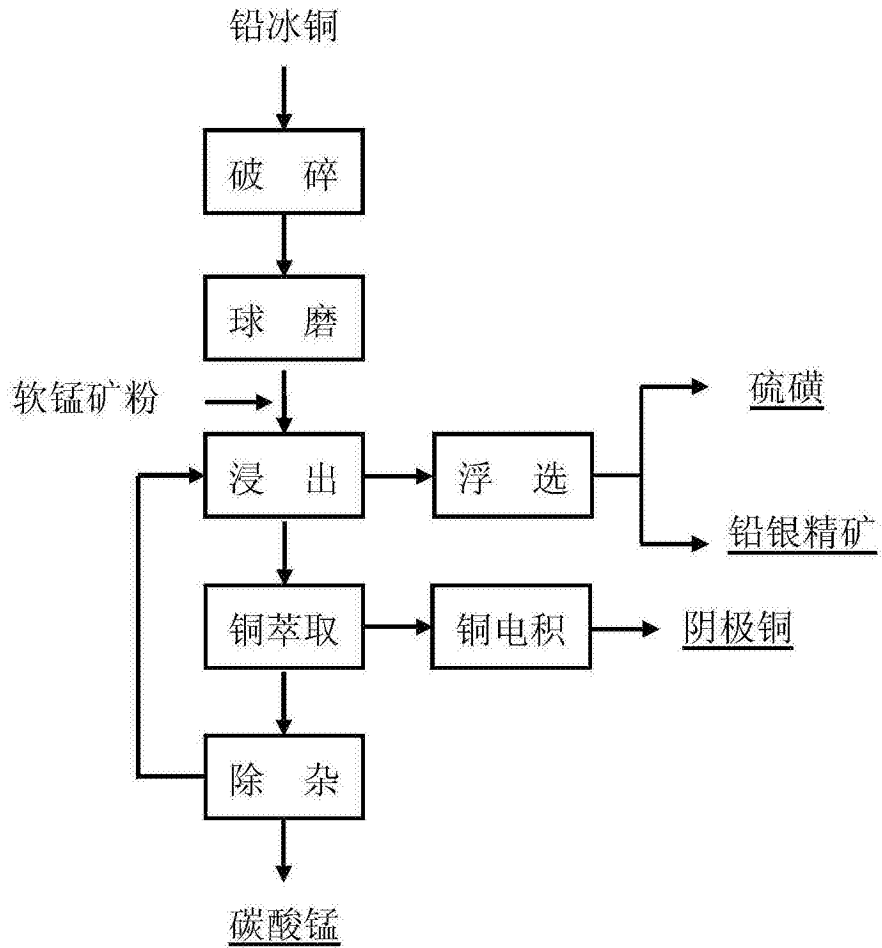 铅冰铜
破 碎
球 磨
软锰矿粉
硫磺
浸 出
浮 选
铅银精矿
铜萃取
铜电积
阴极铜
除 杂
碳酸锰